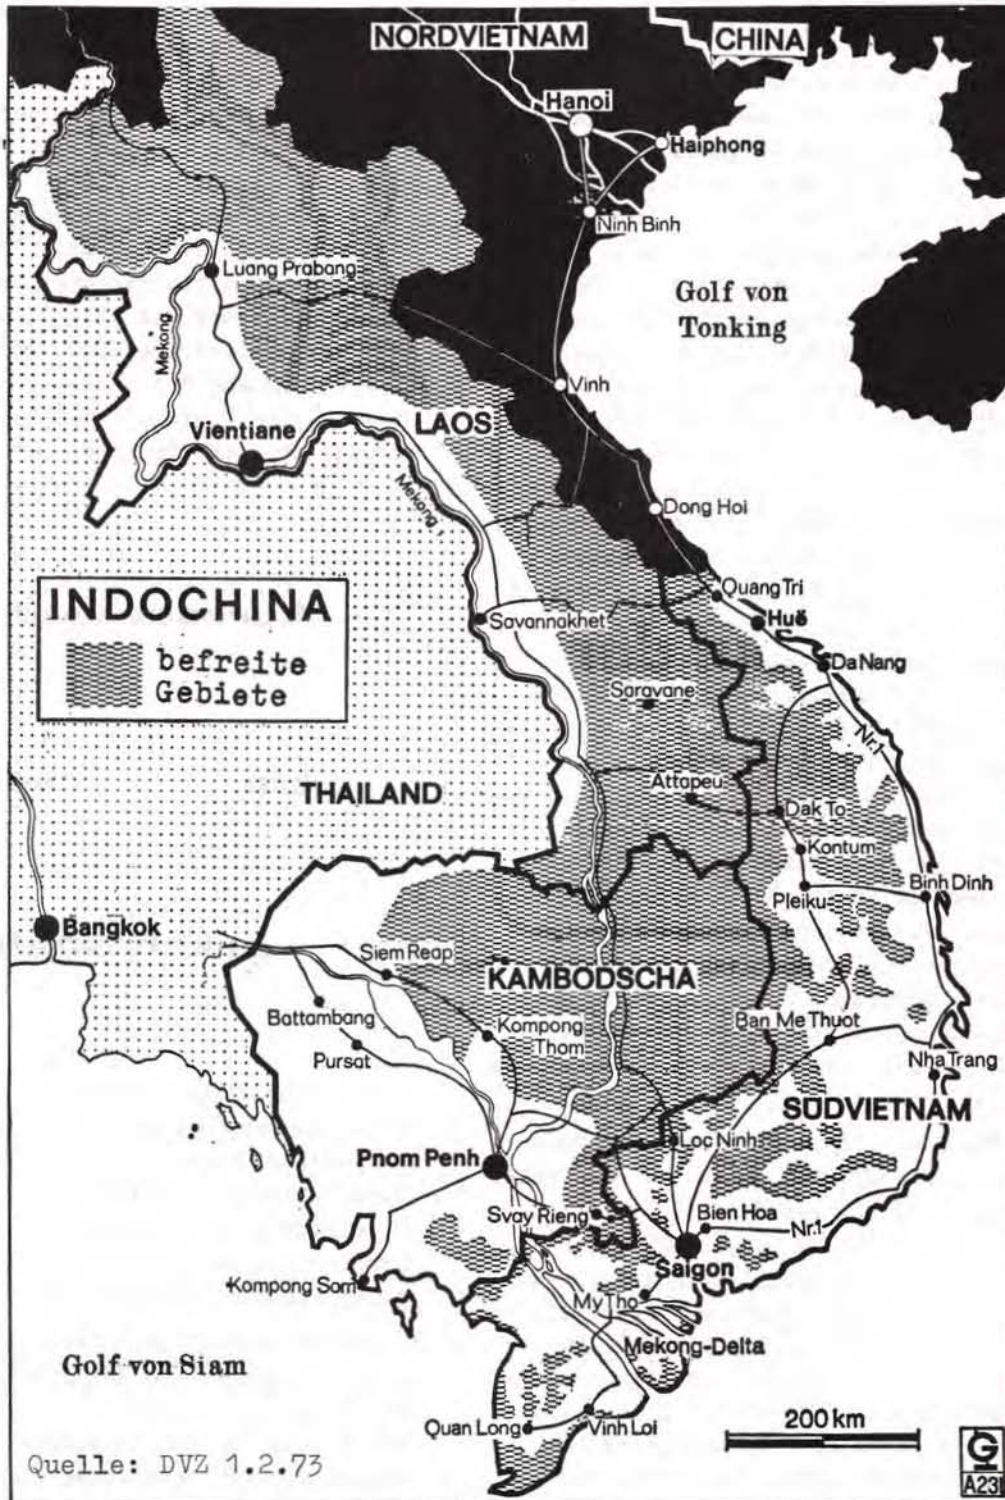 NORDVIETNAM
CHINA
Hanoi
Haiphong
Ninh Binh
Luang Prabang
Golf von
Tonking
Mekong
Vinh
LAOS
Vientiane
Mekong
Dong Hoi
INDOCHINA
befreite
Gebiete
Quang Tri
Huě
Savannakhet
Da Nang
Saravane
Nr.1
THAILAND
Attapeu
Dak To
Kontum
Binh Dinh
Pleiku
Bangkok
Siem Reap
KAMBODSCHA
Battambang
Kompong
Thom
Ban Me Thuot
Pursat
Nha Trang
SÜDVIETNAM
Loc Ninh
Pnom Penh
Svay Rieng
Bien Hoa
Nr.1
Saigon
Kompong Som
My Tho
Mekong-Delta
Golf von Siam
200 km
Quan Long
Vinh Loi
Quelle: DVZ 1.2.73
G
A231